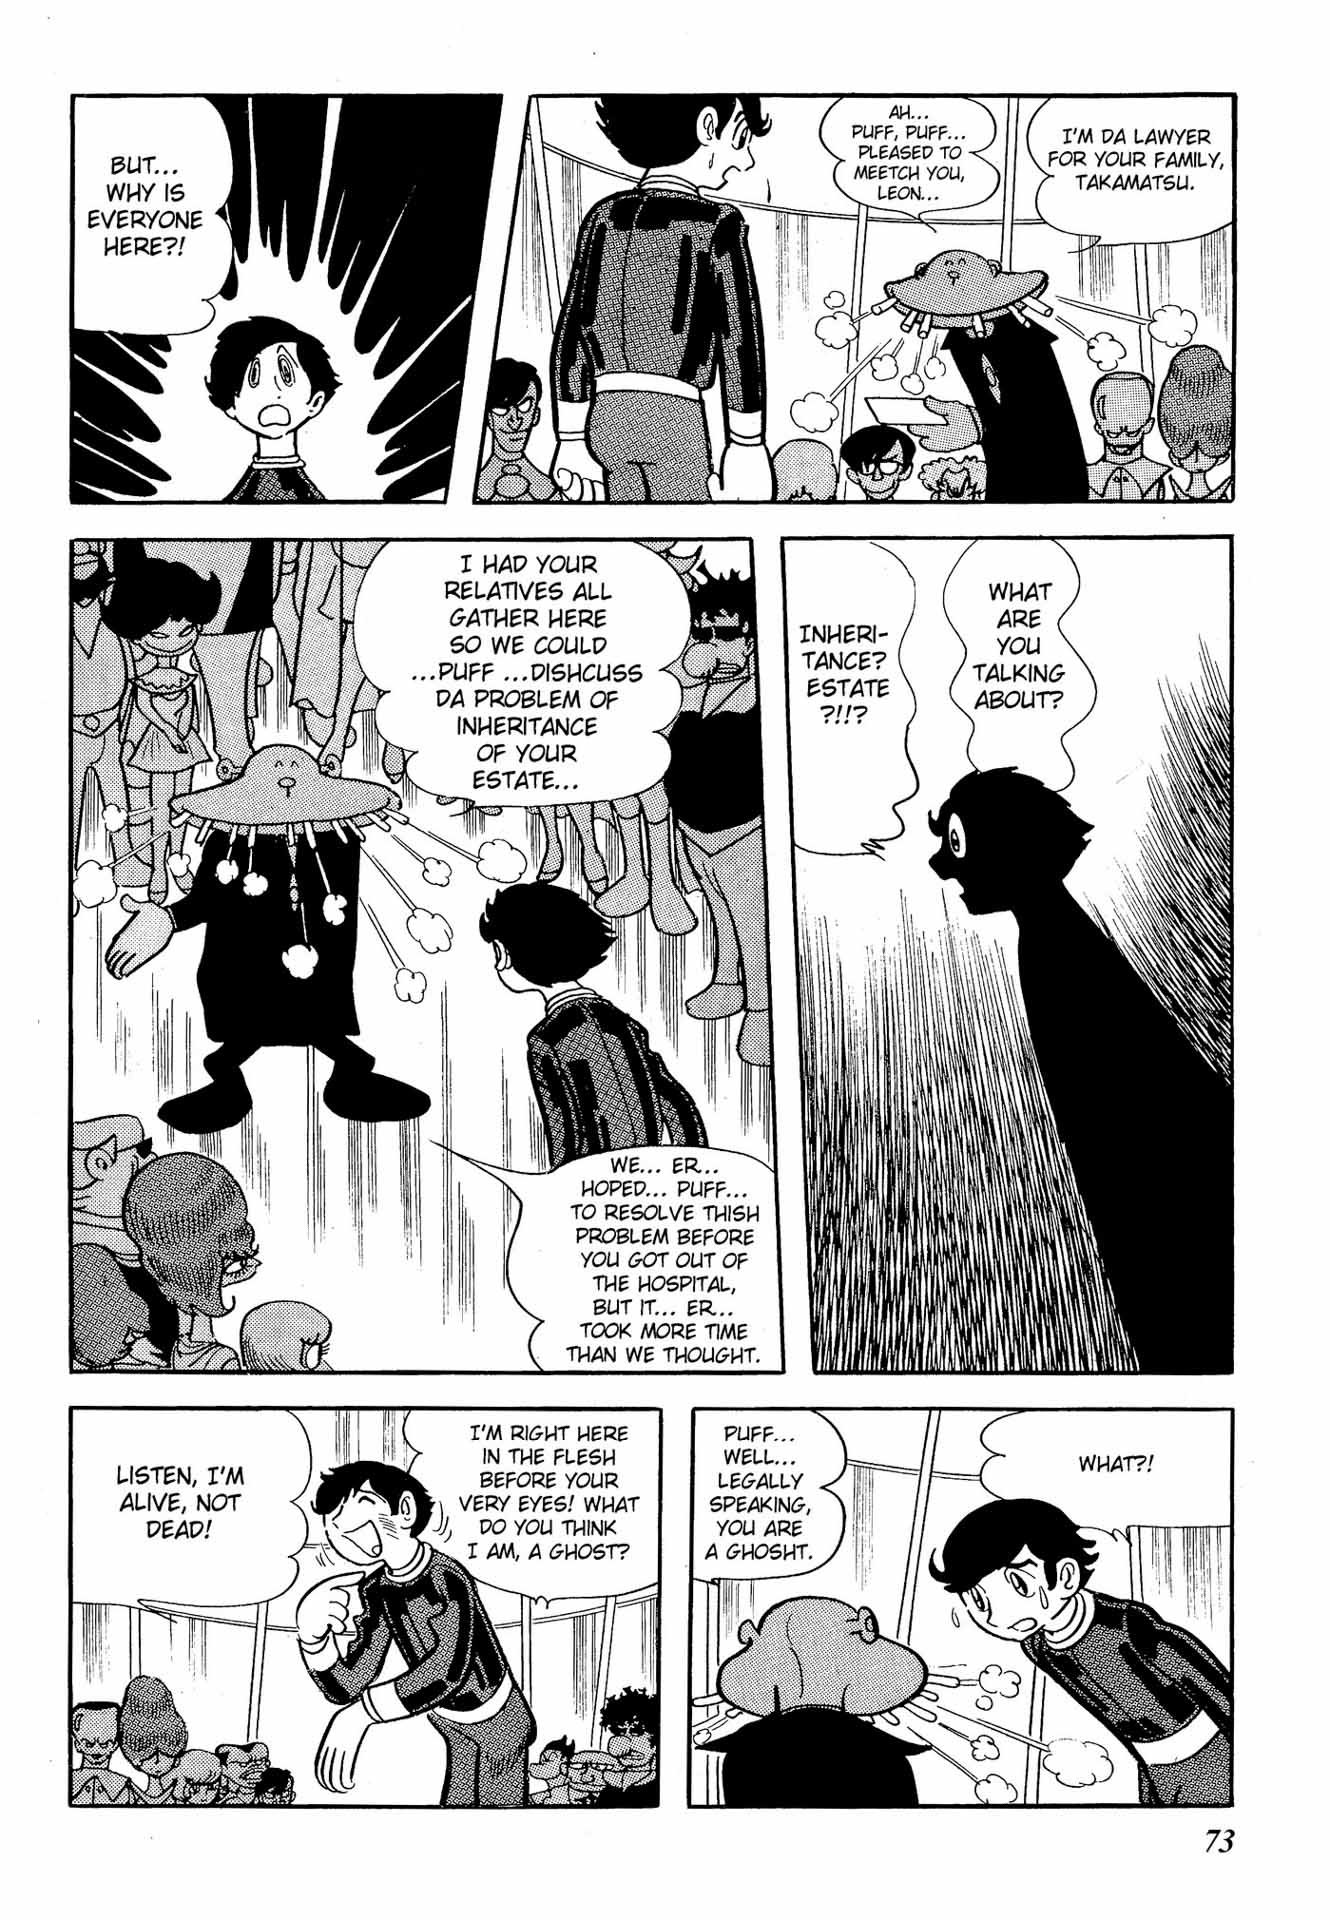 BUT...
WHY IS
EVERYONE
HERE?!
AH...
PUFF, PUFF...
PLEASED TO
MEETCH YOU,
LEON...
I'M DA LAWYER
FOR YOUR FAMILY,
TAKAMATSU.
I HAD YOUR
RELATIVES ALL
GATHER HERE
SO WE COULD
...PUFF ...DISHCUSS
DA PROBLEM OF
INHERITANCE
OF YOUR
ESTATE...
WE... ER...
HOPED... PUFF...
TO RESOLVE THISH
PROBLEM BEFORE
YOU GOT OUT OF
THE HOSPITAL,
BUT IT... ER...
TOOK MORE TIME
THAN WE THOUGHT.
INHERI-
TANCE?
ESTATE
?!!?
WHAT
ARE
YOU
TALKING
ABOUT?
LISTEN, I'M
ALIVE, NOT
DEAD!
I'M RIGHT HERE
IN THE FLESH
BEFORE YOUR
VERY EYES! WHAT
DO YOU THINK
I AM, A GHOST?
PUFF...
WELL...
LEGALLY
SPEAKING,
YOU ARE
A GHOSHT.
WHAT?!
73